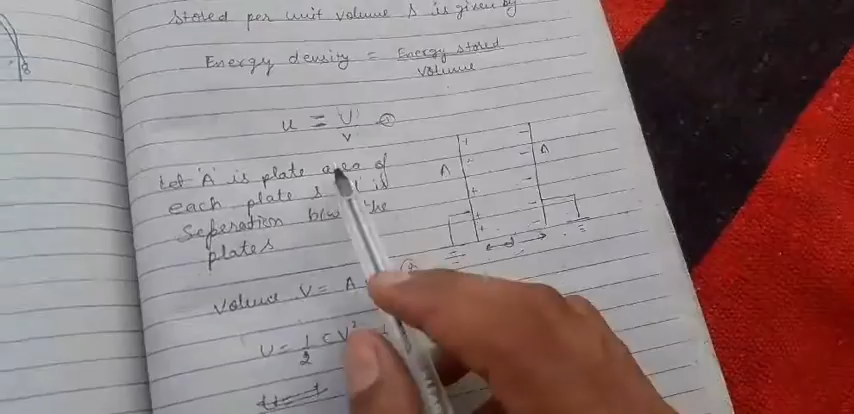 stored per unit volume & is given by
Energy density = Energy stored
volume
u = U
V
Let 'A' is plate area of
each plate & is
Seperation b/w the
plates
A + - A
d
volume V = A
U = 1 CV²
2